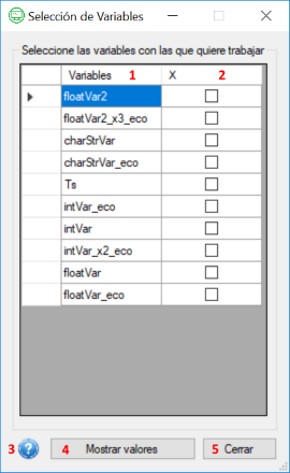 Selección de Variables
Seleccione las variables con las que quiere trabajar
Variables 1 X 2
floatVar2
floatVar2_x3_eco
charStrVar
charStrVar_eco
Ts
intVar_eco
intVar
intVar_x2_eco
floatVar
floatVar_eco
3 ? 4 Mostrar valores 5 Cerrar